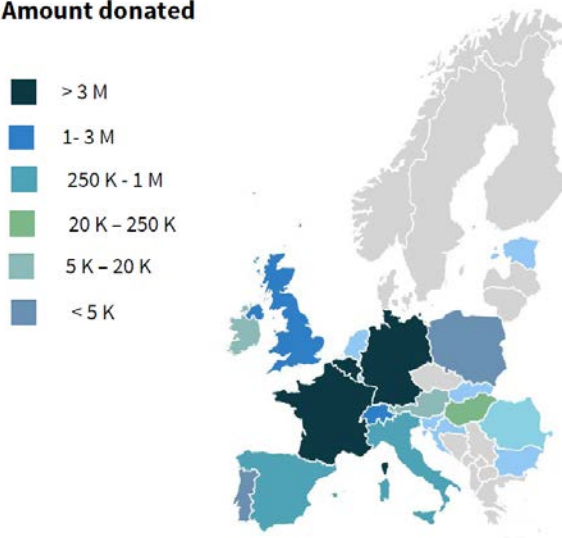 Amount donated
> 3 M
1- 3 M
250 K - 1 M
20 K – 250 K
5 K – 20 K
< 5 K